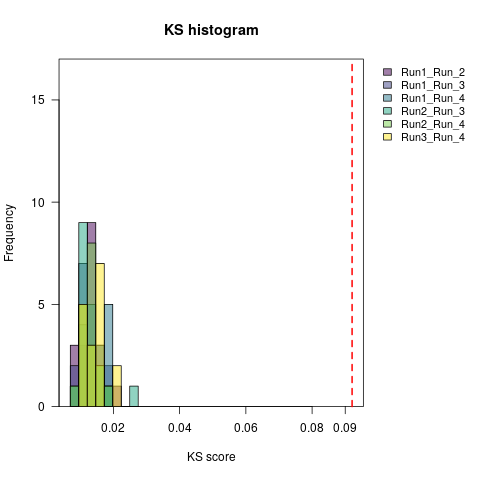 KS histogram
Frequency
15
10
5
0
0.02 0.04 0.06 0.08 0.09
KS score
Run1_Run_2
Run1_Run_3
Run1_Run_4
Run2_Run_3
Run2_Run_4
Run3_Run_4